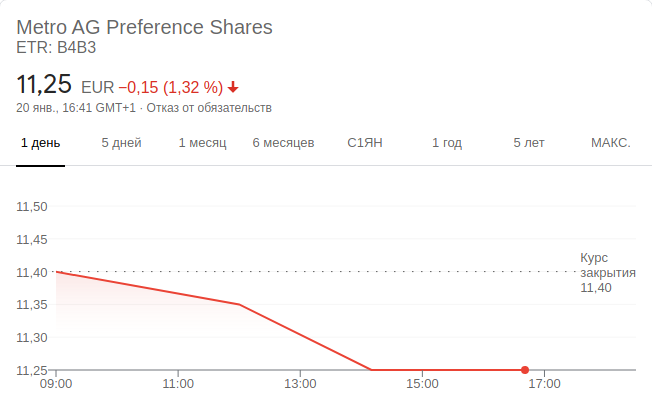 Metro AG Preference Shares
ETR: B4B3
11,25 EUR −0,15 (1,32 %)
20 янв., 16:41 GMT+1 · Отказ от обязательств
1 день 5 дней 1 месяц 6 месяцев С1ЯН 1 год 5 лет МАКС.
11,50
11,45
11,40
Курс
закрытия
11,40
11,35
11,30
11,25
09:00 11:00 13:00 15:00 17:00